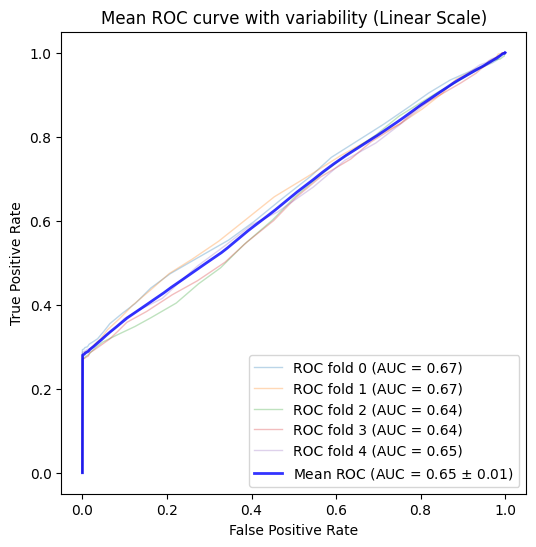 Mean ROC curve with variability (Linear Scale)
1.0
0.8
0.6
0.4
0.2
0.0
True Positive Rate
ROC fold 0 (AUC = 0.67)
ROC fold 1 (AUC = 0.67)
ROC fold 2 (AUC = 0.64)
ROC fold 3 (AUC = 0.64)
ROC fold 4 (AUC = 0.65)
Mean ROC (AUC = 0.65 ± 0.01)
0.0 0.2 0.4 0.6 0.8 1.0
False Positive Rate